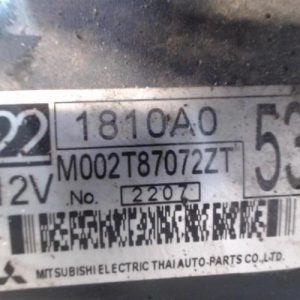 22 1810A0 53
12V M002T87072ZT
No. 2207
MITSUBISHI ELECTRIC THAI AUTO-PARTS CO.,LTD.